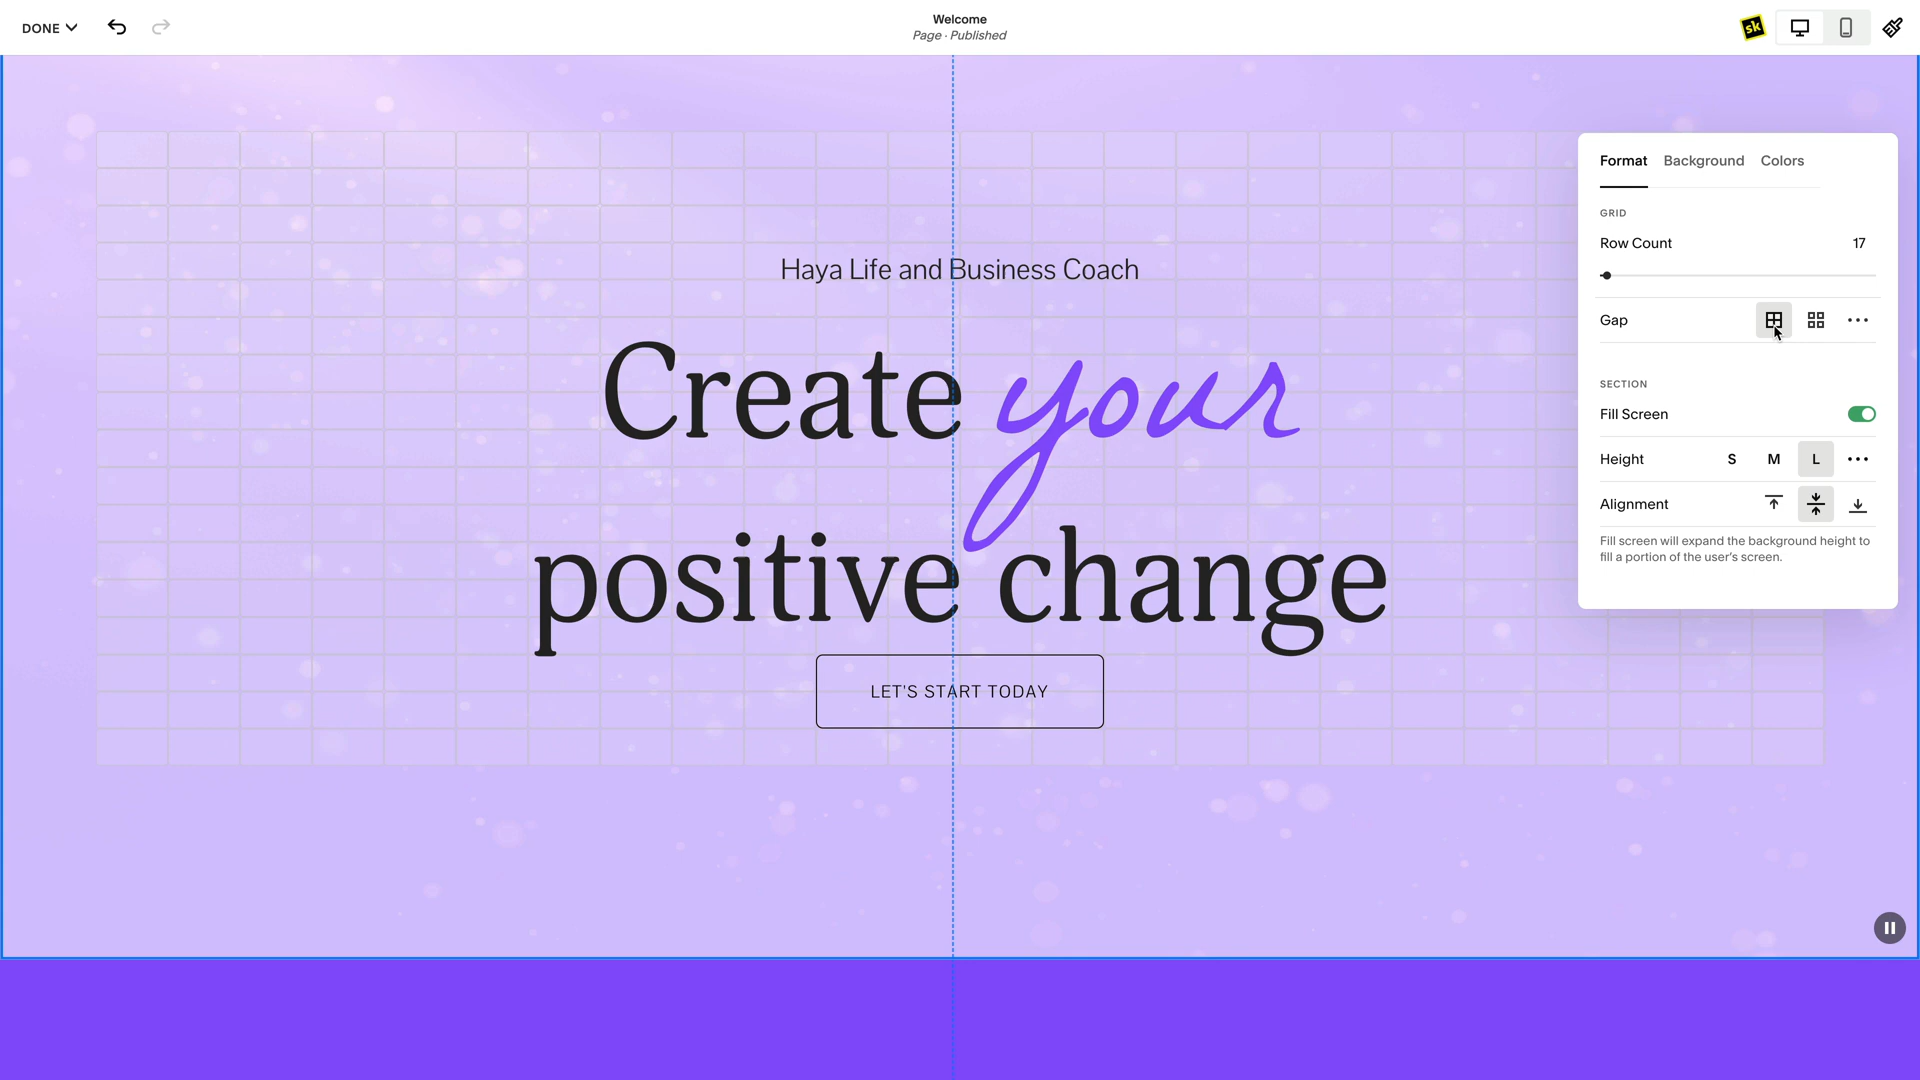 DONE
Welcome
Page · Published
sk
Haya Life and Business Coach
Create your
positive change
LET'S START TODAY
Format Background Colors
GRID
Row Count 17
Gap
SECTION
Fill Screen
Height S M L
Alignment
Fill screen will expand the background height to
fill a portion of the user's screen.